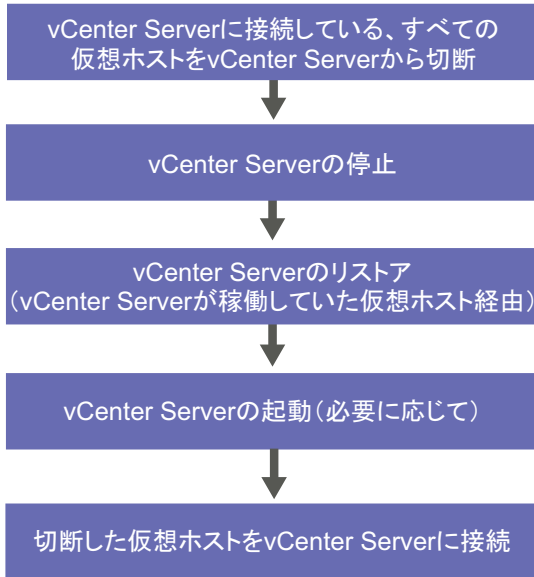 vCenter Serverに接続している、すべての
仮想ホストをvCenter Serverから切断
vCenter Serverの停止
vCenter Serverのリストア
（vCenter Serverが稼働していた仮想ホスト経由）
vCenter Serverの起動（必要に応じて）
切断した仮想ホストをvCenter Serverに接続